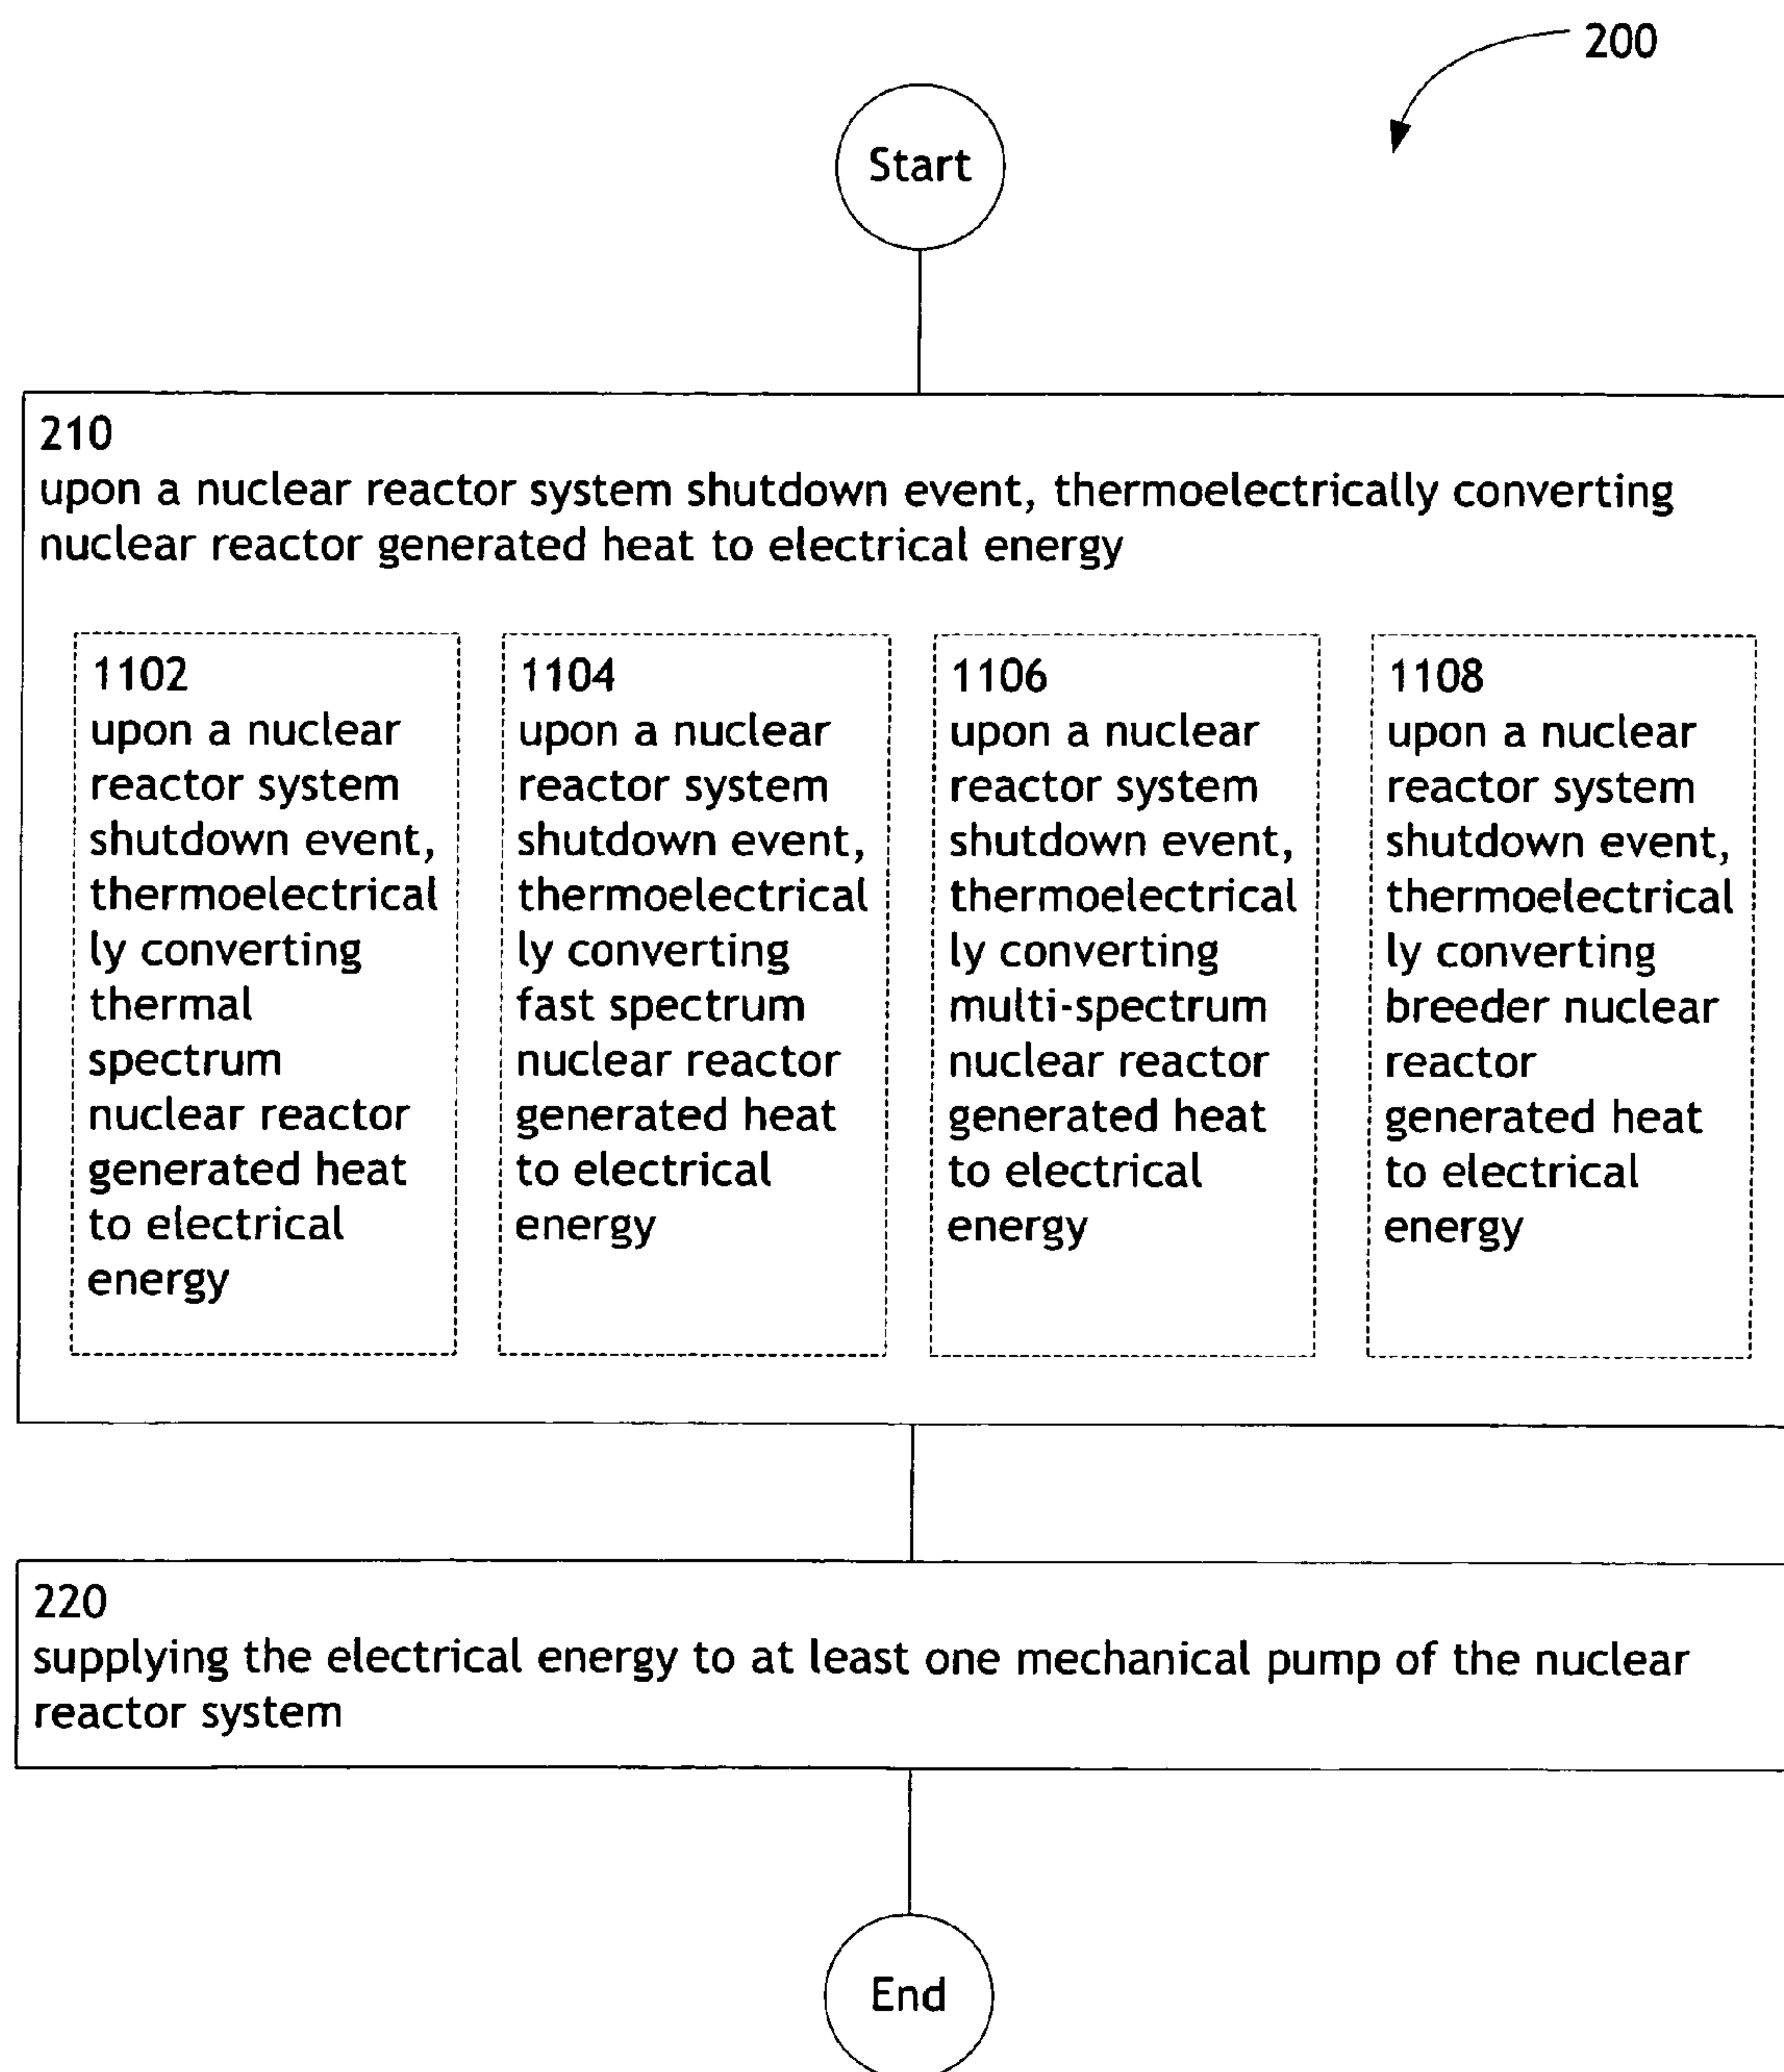 200
Start
210
upon a nuclear reactor system shutdown event, thermoelectrically converting
nuclear reactor generated heat to electrical energy
1102
upon a nuclear
reactor system
shutdown event,
thermoelectrical
ly converting
thermal
spectrum
nuclear reactor
generated heat
to electrical
energy
1104
upon a nuclear
reactor system
shutdown event,
thermoelectrical
ly converting
fast spectrum
nuclear reactor
generated heat
to electrical
energy
1106
upon a nuclear
reactor system
shutdown event,
thermoelectrical
ly converting
multi-spectrum
nuclear reactor
generated heat
to electrical
energy
1108
upon a nuclear
reactor system
shutdown event,
thermoelectrical
ly converting
breeder nuclear
reactor
generated heat
to electrical
energy
220
supplying the electrical energy to at least one mechanical pump of the nuclear
reactor system
End